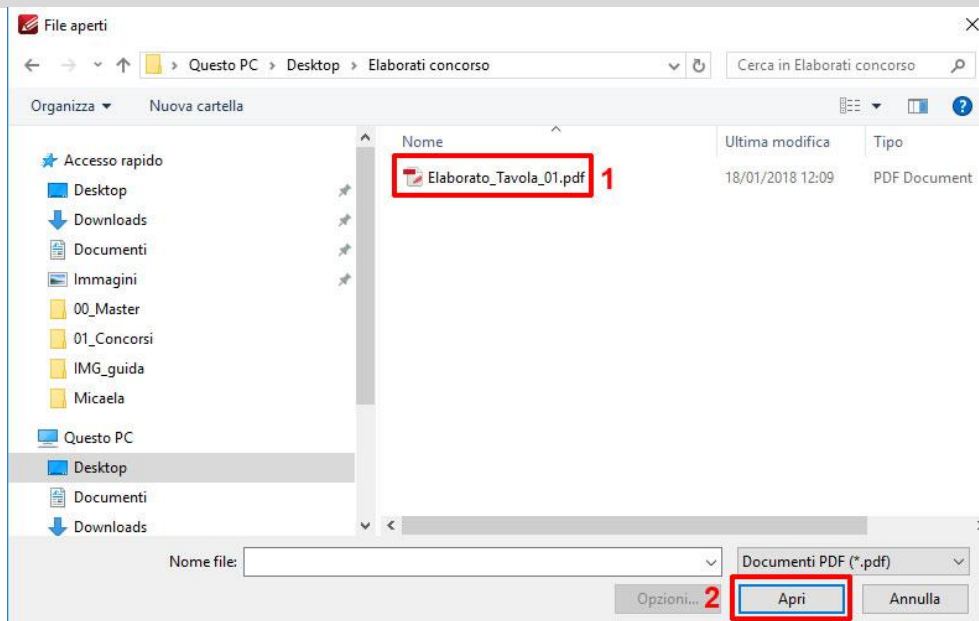 File aperti
Questo PC > Desktop > Elaborati concorso
Cerca in Elaborati concorso
Organizza
Nuova cartella
?
Nome
Ultima modifica
Tipo
Accesso rapido
Elaborato_Tavola_01.pdf 1
18/01/2018 12:09
PDF Document
Desktop
Downloads
Documenti
Immagini
00_Master
01_Concorsi
IMG_guida
Micaela
Questo PC
Desktop
Documenti
Downloads
Nome file:
Documenti PDF (*.pdf)
Opzioni... 2 Apri
Annulla